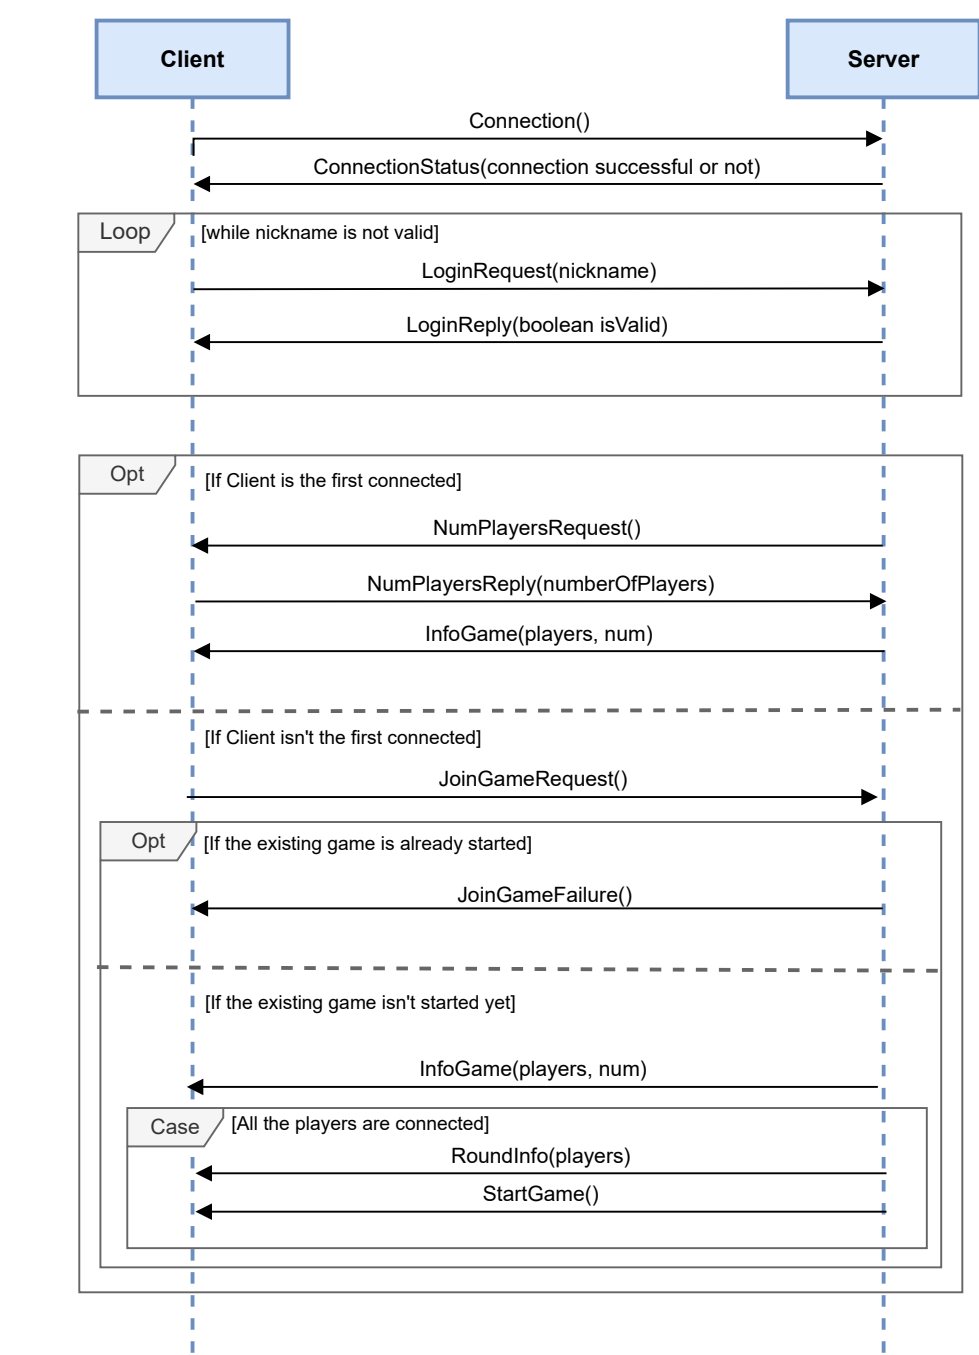 Client
Server
Connection()
ConnectionStatus(connection successful or not)
Loop
[while nickname is not valid]
LoginRequest(nickname)
LoginReply(boolean isValid)
Opt
[If Client is the first connected]
NumPlayersRequest()
NumPlayersReply(numberOfPlayers)
InfoGame(players, num)
[If Client isn't the first connected]
JoinGameRequest()
Opt
[If the existing game is already started]
JoinGameFailure()
[If the existing game isn't started yet]
InfoGame(players, num)
Case
[All the players are connected]
RoundInfo(players)
StartGame()